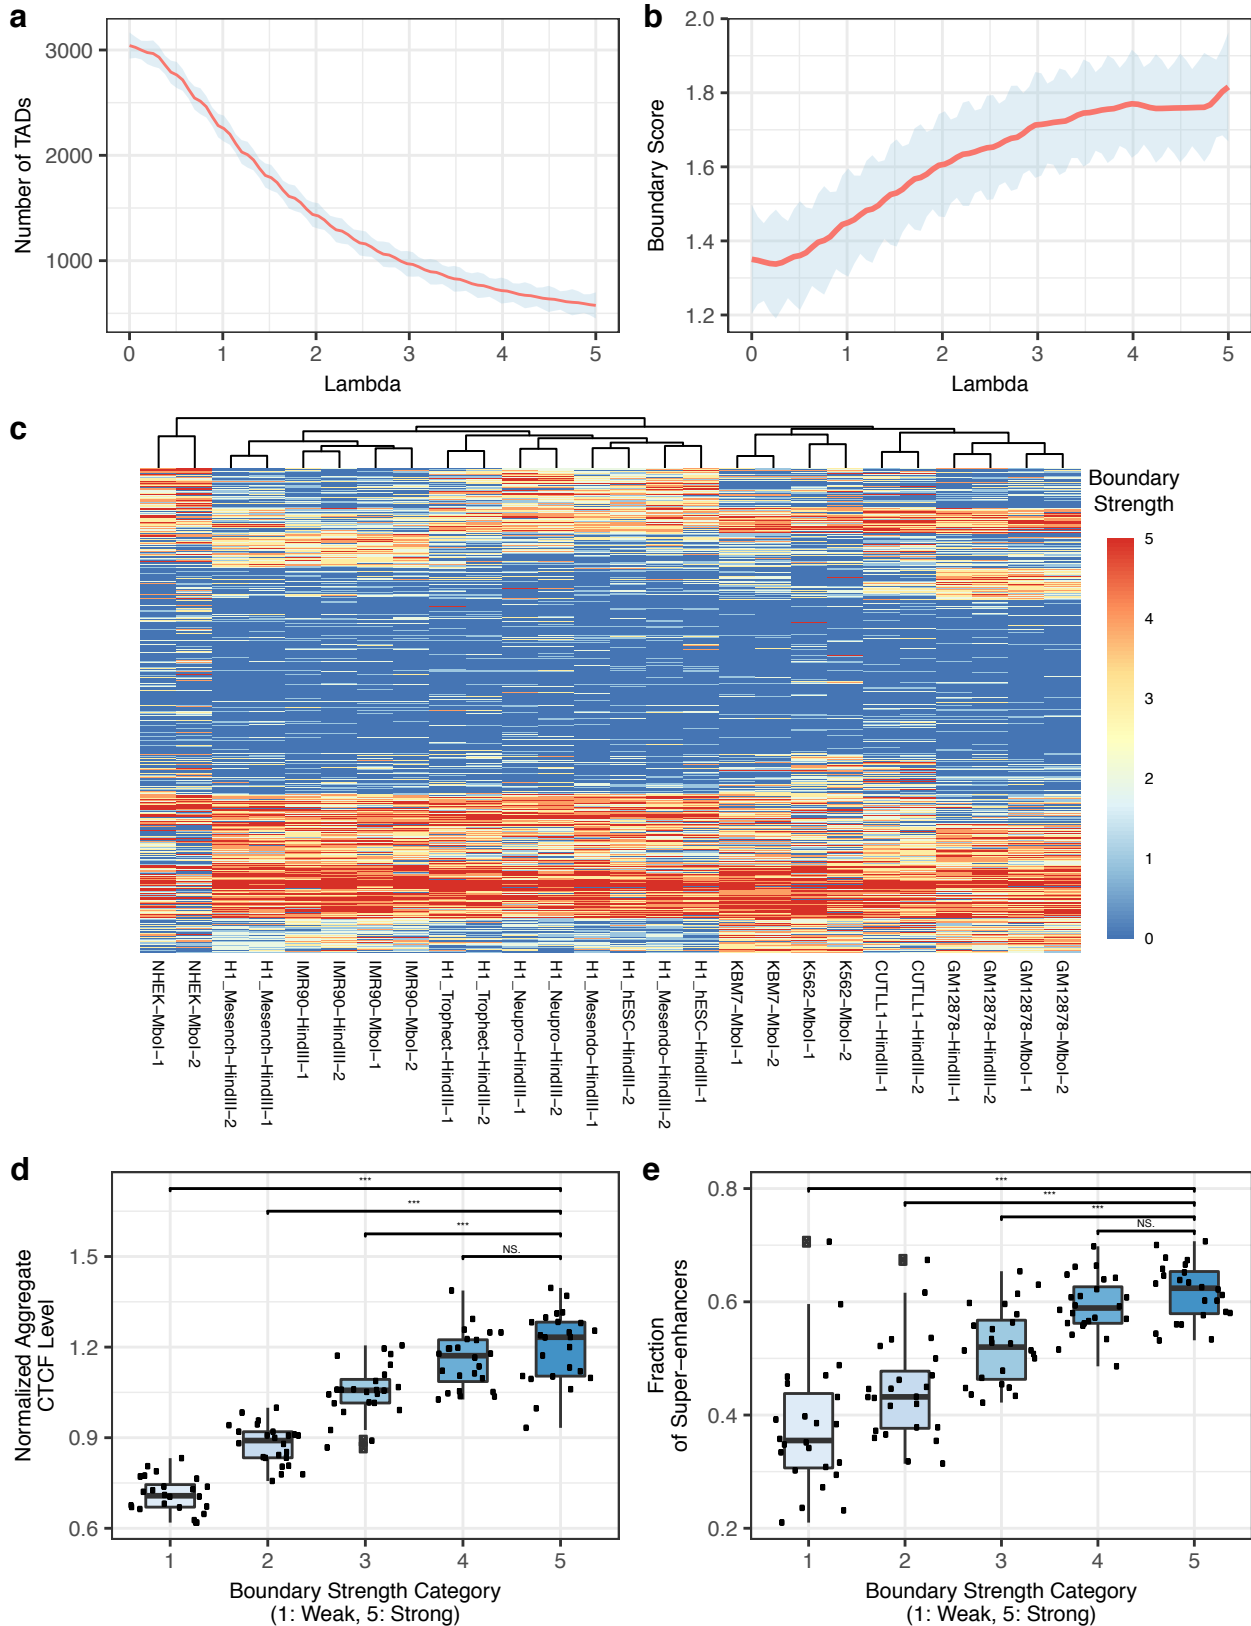 a
3000
2000
1000
Number of TADs
0 1 2 3 4 5
Lambda
b
2.0
1.8
1.6
1.4
1.2
Boundary Score
0 1 2 3 4 5
Lambda
c
Boundary
Strength
5
4
3
2
1
0
NHEK−MboI−1
NHEK−MboI−2
H1_Mesench−HindIII−2
H1_Mesench−HindIII−1
IMR90−HindIII−1
IMR90−HindIII−2
IMR90−MboI−1
IMR90−MboI−2
H1_Trophect−HindIII−1
H1_Trophect−HindIII−2
H1_Neupro−HindIII−1
H1_Neupro−HindIII−2
H1_Mesendo−HindIII−1
H1_hESC−HindIII−2
H1_Mesendo−HindIII−2
H1_hESC−HindIII−1
KBM7−MboI−1
KBM7−MboI−2
K562−MboI−1
K562−MboI−2
CUTLL1−HindIII−1
CUTLL1−HindIII−2
GM12878−HindIII−1
GM12878−HindIII−2
GM12878−MboI−1
GM12878−MboI−2
d
***
***
***
NS.
1.5
1.2
0.9
0.6
Normalized Aggregate
CTCF Level
1 2 3 4 5
Boundary Strength Category
(1: Weak, 5: Strong)
e
***
***
***
NS.
0.8
0.6
0.4
0.2
Fraction
of Super−enhancers
1 2 3 4 5
Boundary Strength Category
(1: Weak, 5: Strong)